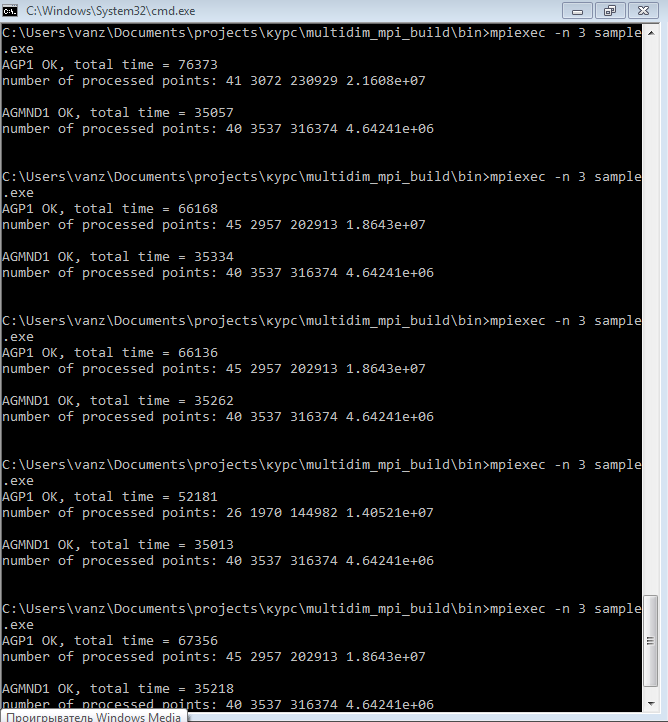 C:\Windows\System32\cmd.exe
C:\Users\vanz\Documents\projects\курс\multidim_mpi_build\bin>mpiexec -n 3 sample
.exe
AGP1 OK, total time = 76373
number of processed points: 41 3072 230929 2.1608e+07
AGMND1 OK, total time = 35057
number of processed points: 40 3537 316374 4.64241e+06
C:\Users\vanz\Documents\projects\курс\multidim_mpi_build\bin>mpiexec -n 3 sample
.exe
AGP1 OK, total time = 66168
number of processed points: 45 2957 202913 1.8643e+07
AGMND1 OK, total time = 35334
number of processed points: 40 3537 316374 4.64241e+06
C:\Users\vanz\Documents\projects\курс\multidim_mpi_build\bin>mpiexec -n 3 sample
.exe
AGP1 OK, total time = 66136
number of processed points: 45 2957 202913 1.8643e+07
AGMND1 OK, total time = 35262
number of processed points: 40 3537 316374 4.64241e+06
C:\Users\vanz\Documents\projects\курс\multidim_mpi_build\bin>mpiexec -n 3 sample
.exe
AGP1 OK, total time = 52181
number of processed points: 26 1970 144982 1.40521e+07
AGMND1 OK, total time = 35013
number of processed points: 40 3537 316374 4.64241e+06
C:\Users\vanz\Documents\projects\курс\multidim_mpi_build\bin>mpiexec -n 3 sample
.exe
AGP1 OK, total time = 67356
number of processed points: 45 2957 202913 1.8643e+07
AGMND1 OK, total time = 35218
number of processed points: 40 3537 316374 4.64241e+06
Проигрыватель Windows Media